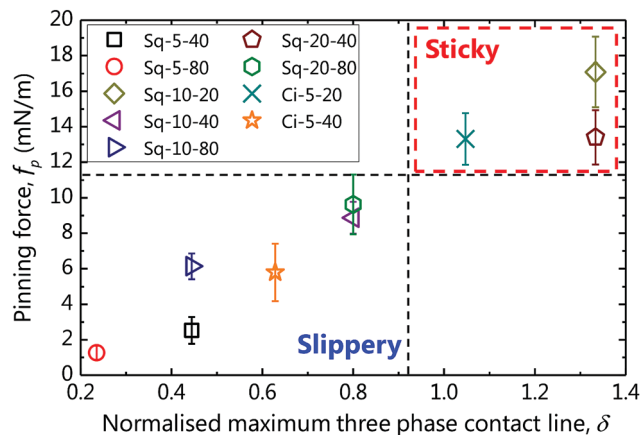 Pinning force, fp (mN/m)
20
18
16
14
12
10
8
6
4
2
0
Sq-5-40
Sq-5-80
Sq-10-20
Sq-10-40
Sq-10-80
Sq-20-40
Sq-20-80
Ci-5-20
Ci-5-40
Sticky
Slippery
0.2 0.4 0.6 0.8 1.0 1.2 1.4
Normalised maximum three phase contact line, δ